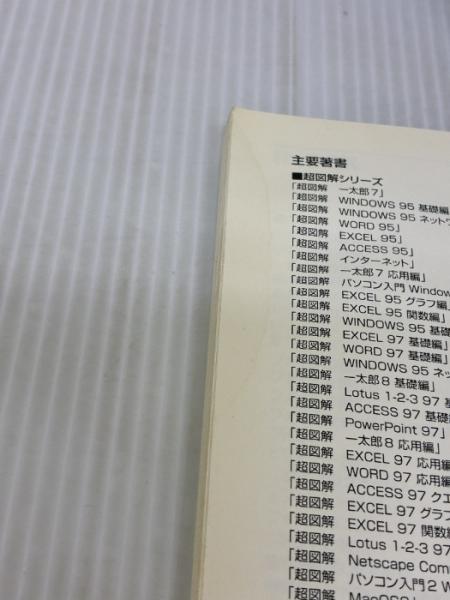 主要著書
■超図解シリーズ
「超図解　一太郎7」
「超図解　WINDOWS 95 基礎編
「超図解　WINDOWS 95 ネットワ
「超図解　WORD 95」
「超図解　EXCEL 95」
「超図解　ACCESS 95」
「超図解　インターネット」
「超図解　一太郎7 応用編」
「超図解　パソコン入門 Window
「超図解　EXCEL 95 グラフ編」
「超図解　EXCEL 95 関数編」
「超図解　WINDOWS 95 基礎
「超図解　EXCEL 97 基礎編」
「超図解　WORD 97 基礎編」
「超図解　WINDOWS 95 ネッ
「超図解　一太郎8 基礎編」
「超図解　Lotus 1-2-3 97 基
「超図解　ACCESS 97 基礎
「超図解　PowerPoint 97」
「超図解　一太郎8 応用編」
「超図解　EXCEL 97 応用編
「超図解　WORD 97 応用編
「超図解　ACCESS 97 クエ
「超図解　EXCEL 97 グラフ
「超図解　EXCEL 97 関数編
「超図解　Lotus 1-2-3 97
「超図解　Netscape Com
「超図解　パソコン入門2 W
「超図解　MacOS8」